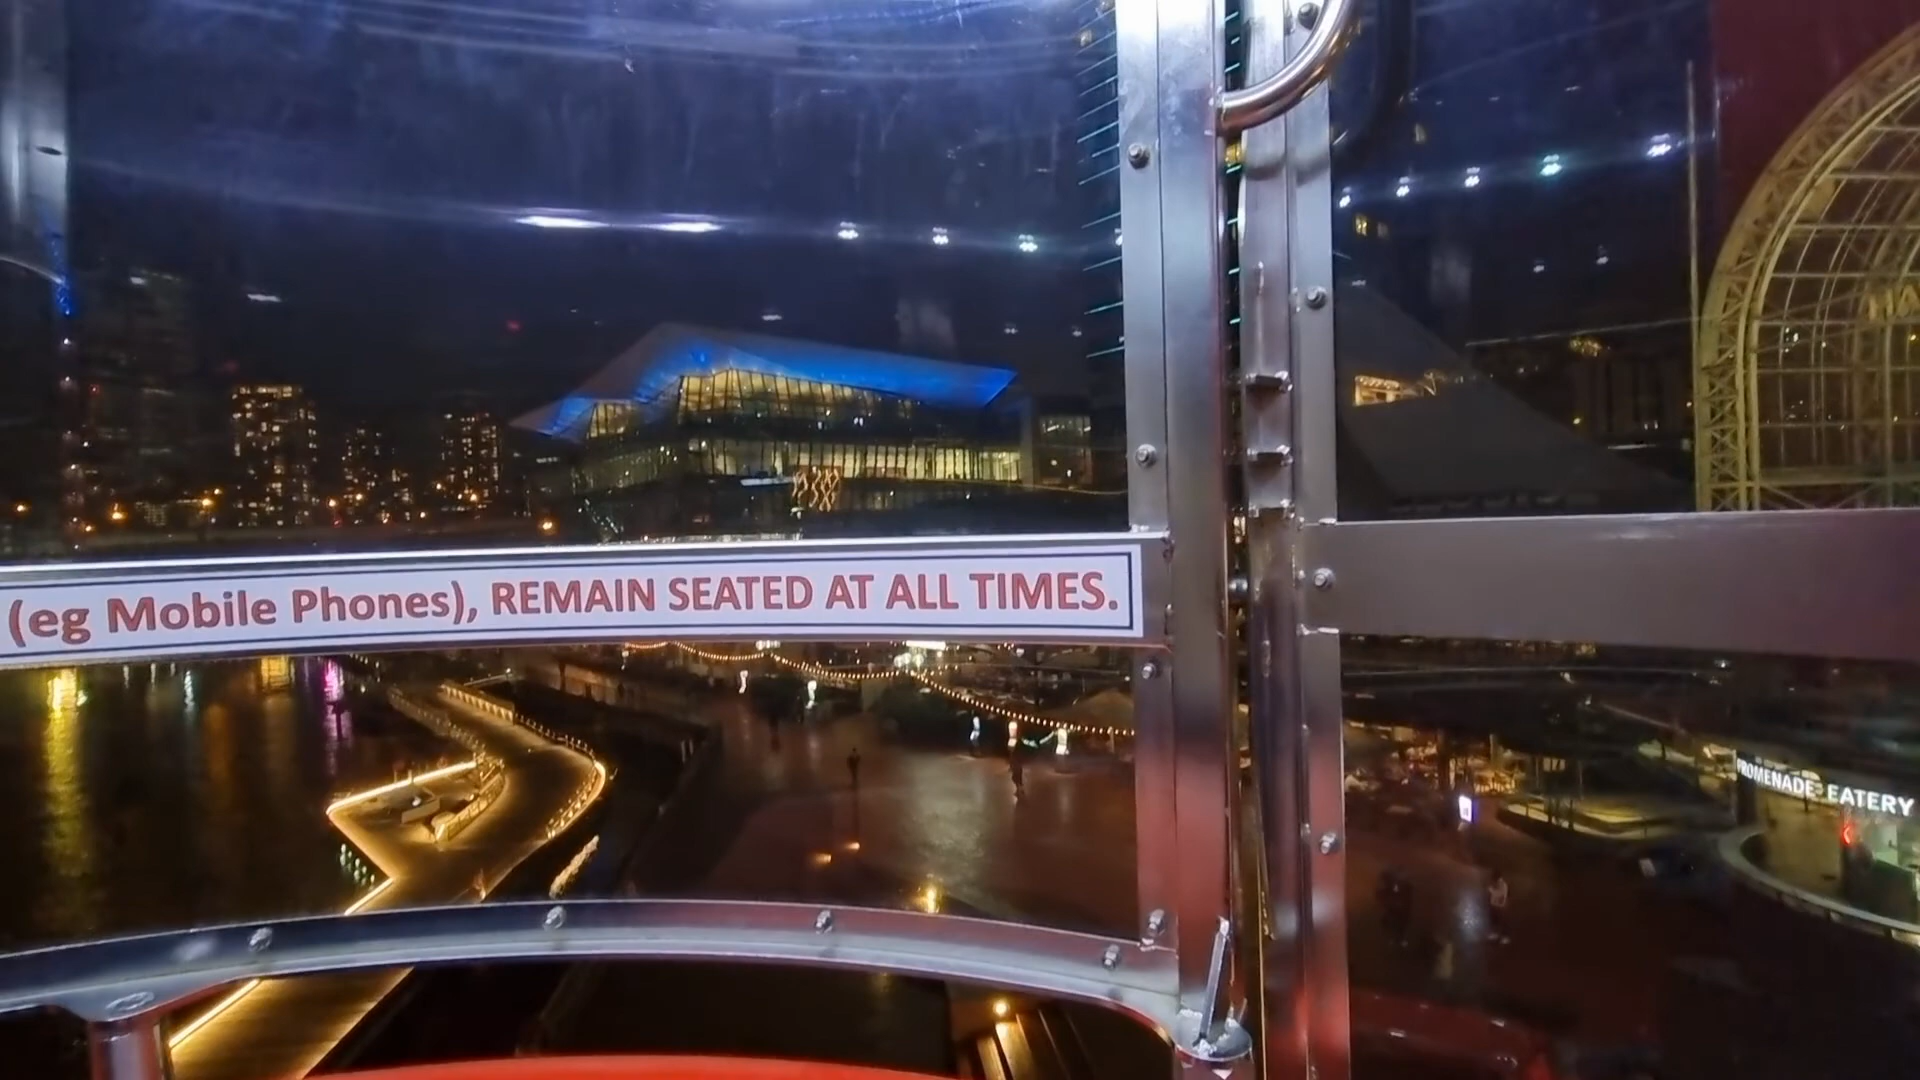 (eg Mobile Phones), REMAIN SEATED AT ALL TIMES.
PROMENADE EATERY